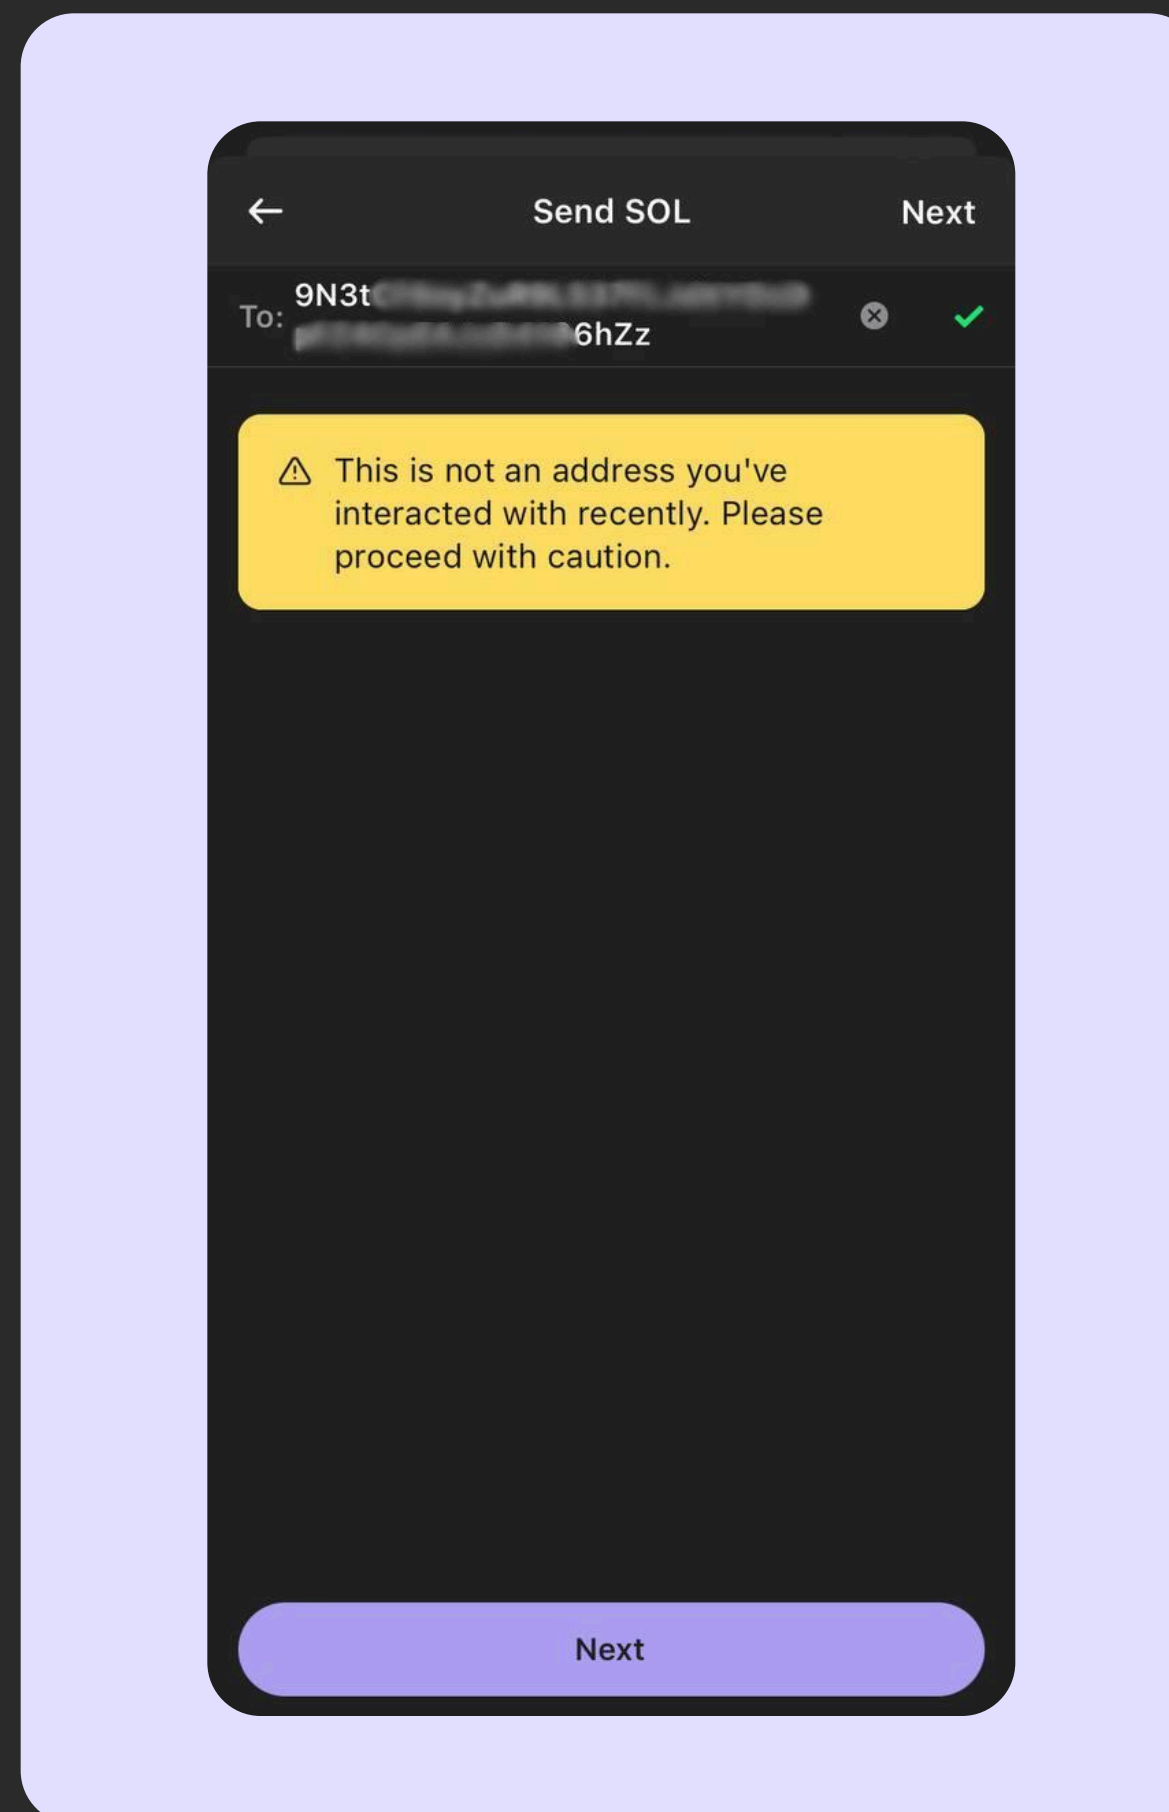 Send SOL
Next
To:
9N3t
6hZz
This is not an address you've
interacted with recently. Please
proceed with caution.
Next